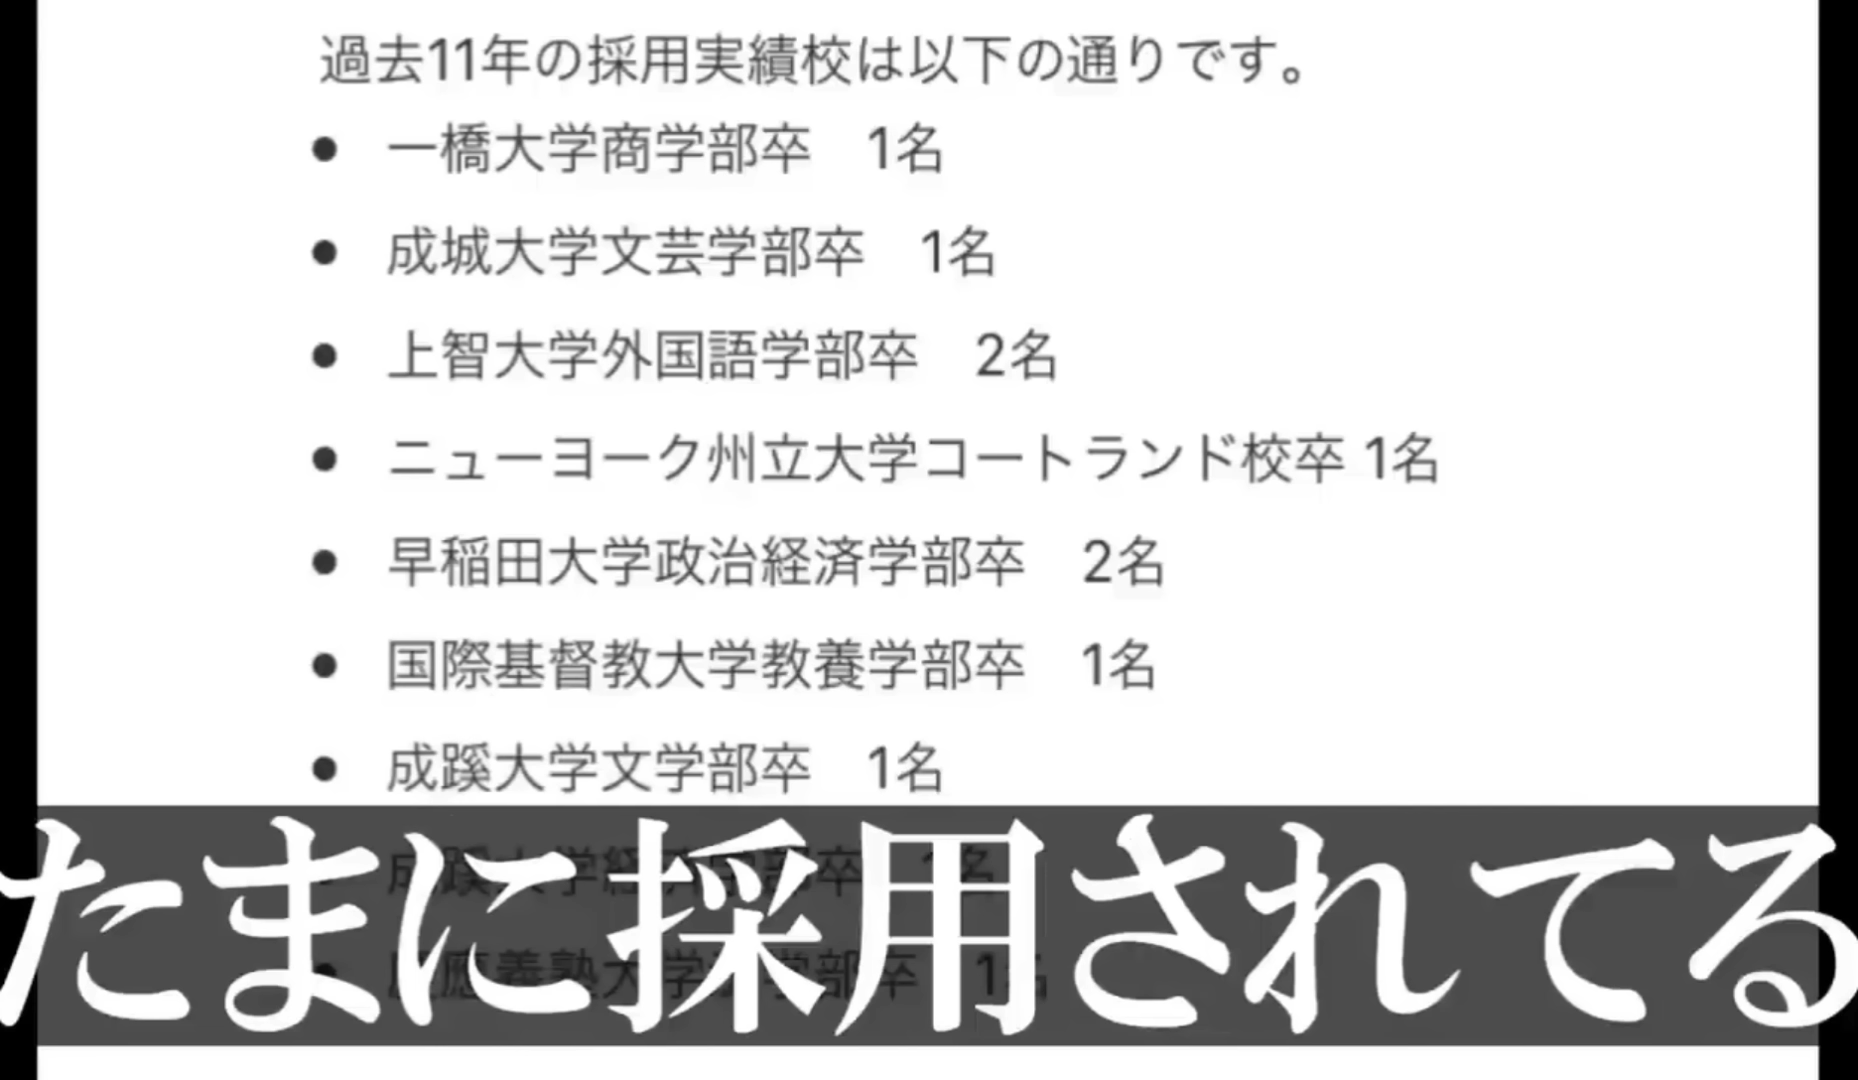 過去11年の採用実績校は以下の通りです。
● 一橋大学商学部卒　1名
● 成城大学文芸学部卒　1名
● 上智大学外国語学部卒　2名
● ニューヨーク州立大学コートランド校卒 1名
● 早稲田大学政治経済学部卒　2名
● 国際基督教大学教養学部卒　1名
● 成蹊大学文学部卒　1名
たまに採用されてる